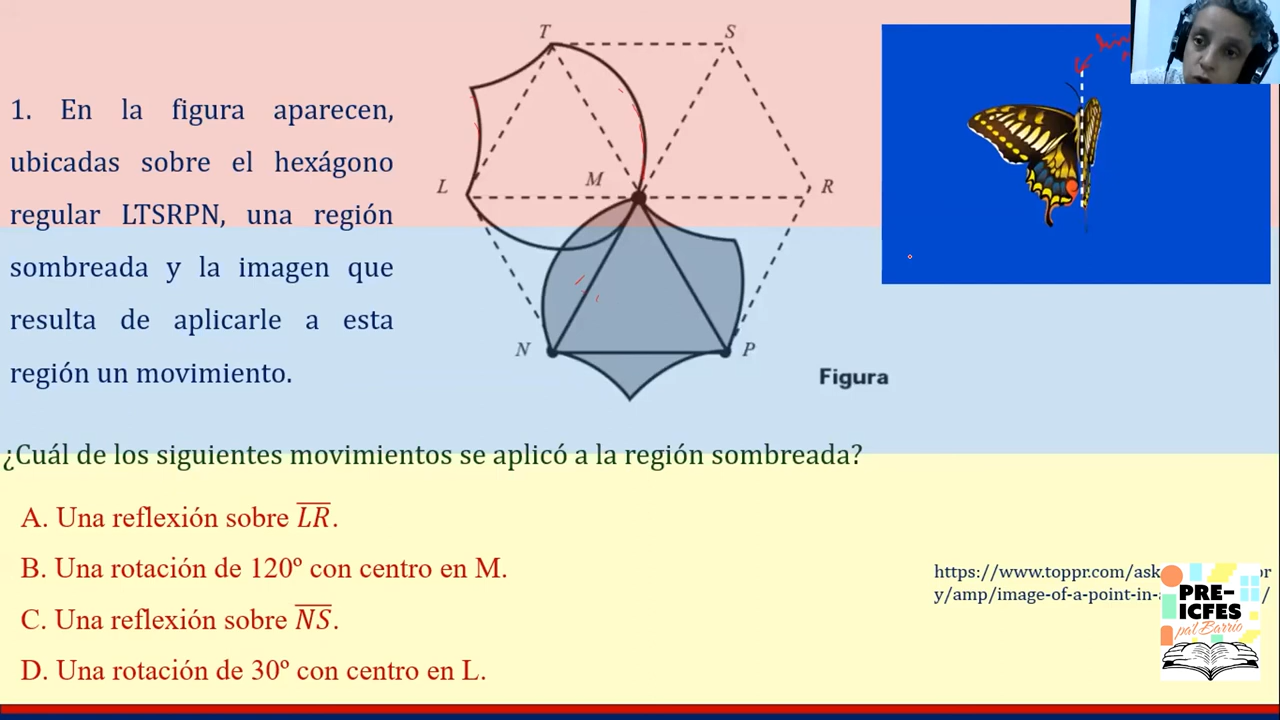 1. En la figura aparecen,
ubicadas sobre el hexágono
regular LTSRPN, una región
sombreada y la imagen que
resulta de aplicarle a esta
región un movimiento.
T
S
L
M
R
N
P
Figura
¿Cuál de los siguientes movimientos se aplicó a la región sombreada?
A. Una reflexión sobre LR.
B. Una rotación de 120º con centro en M.
C. Una reflexión sobre NS.
D. Una rotación de 30º con centro en L.
https://www.toppr.com/ask
y/amp/image-of-a-point-in-
PRE-
ICFES
pa'l Barrio